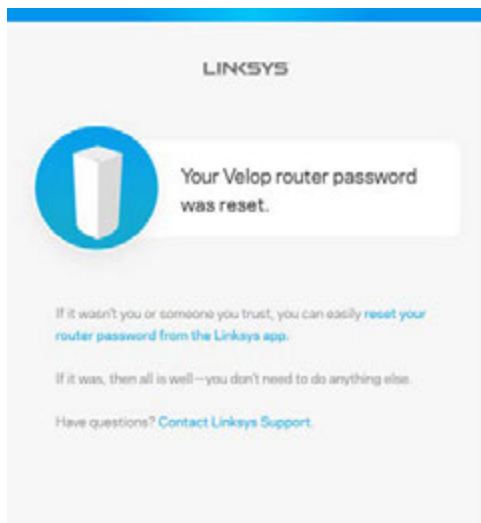 LINKSYS
Your Velop router password
was reset.
If it wasn't you or someone you trust, you can easily reset your
router password from the Linksys app.
If it was, then all is well—you don't need to do anything else.
Have questions? Contact Linksys Support.